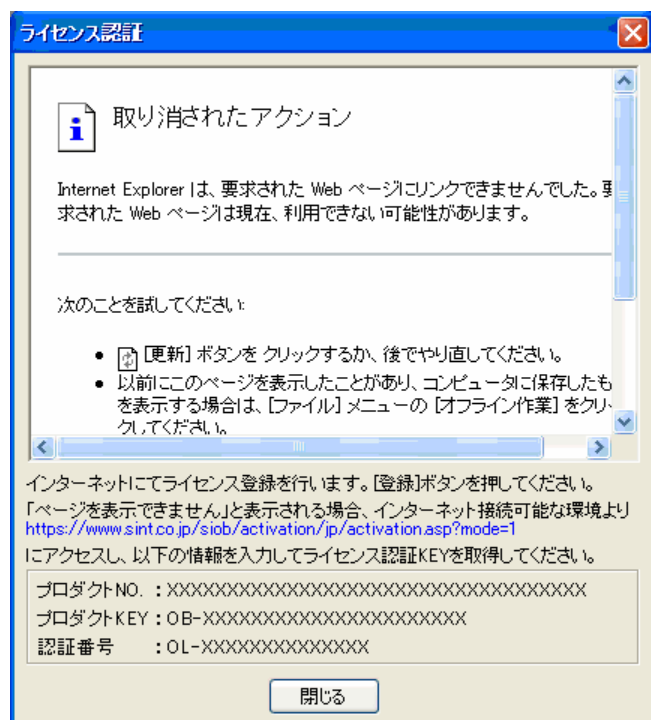 ライセンス認証
取り消されたアクション
Internet Explorer は、要求された Web ページにリンクできませんでした。要
求された Web ページは現在、利用できない可能性があります。
次のことを試してください:
● [更新] ボタンを クリックするか、後でやり直してください。
● 以前にこのページを表示したことがあり、コンピュータに保存したも
を表示する場合は、[ファイル] メニューの [オフライン作業] をクリッ
クしてください。
インターネットにてライセンス登録を行います。[登録]ボタンを押してください。
「ページを表示できません」と表示される場合、インターネット接続可能な環境より
https://www.sint.co.jp/siob/activation/jp/activation.asp?mode=1
にアクセスし、以下の情報を入力してライセンス認証KEYを取得してください。
プロダクトNO. :XXXXXXXXXXXXXXXXXXXXXXXXXXXXXXXXXXX
プロダクトKEY:OB-XXXXXXXXXXXXXXXXXXXXXX
認証番号 :OL-XXXXXXXXXXXXXX
閉じる